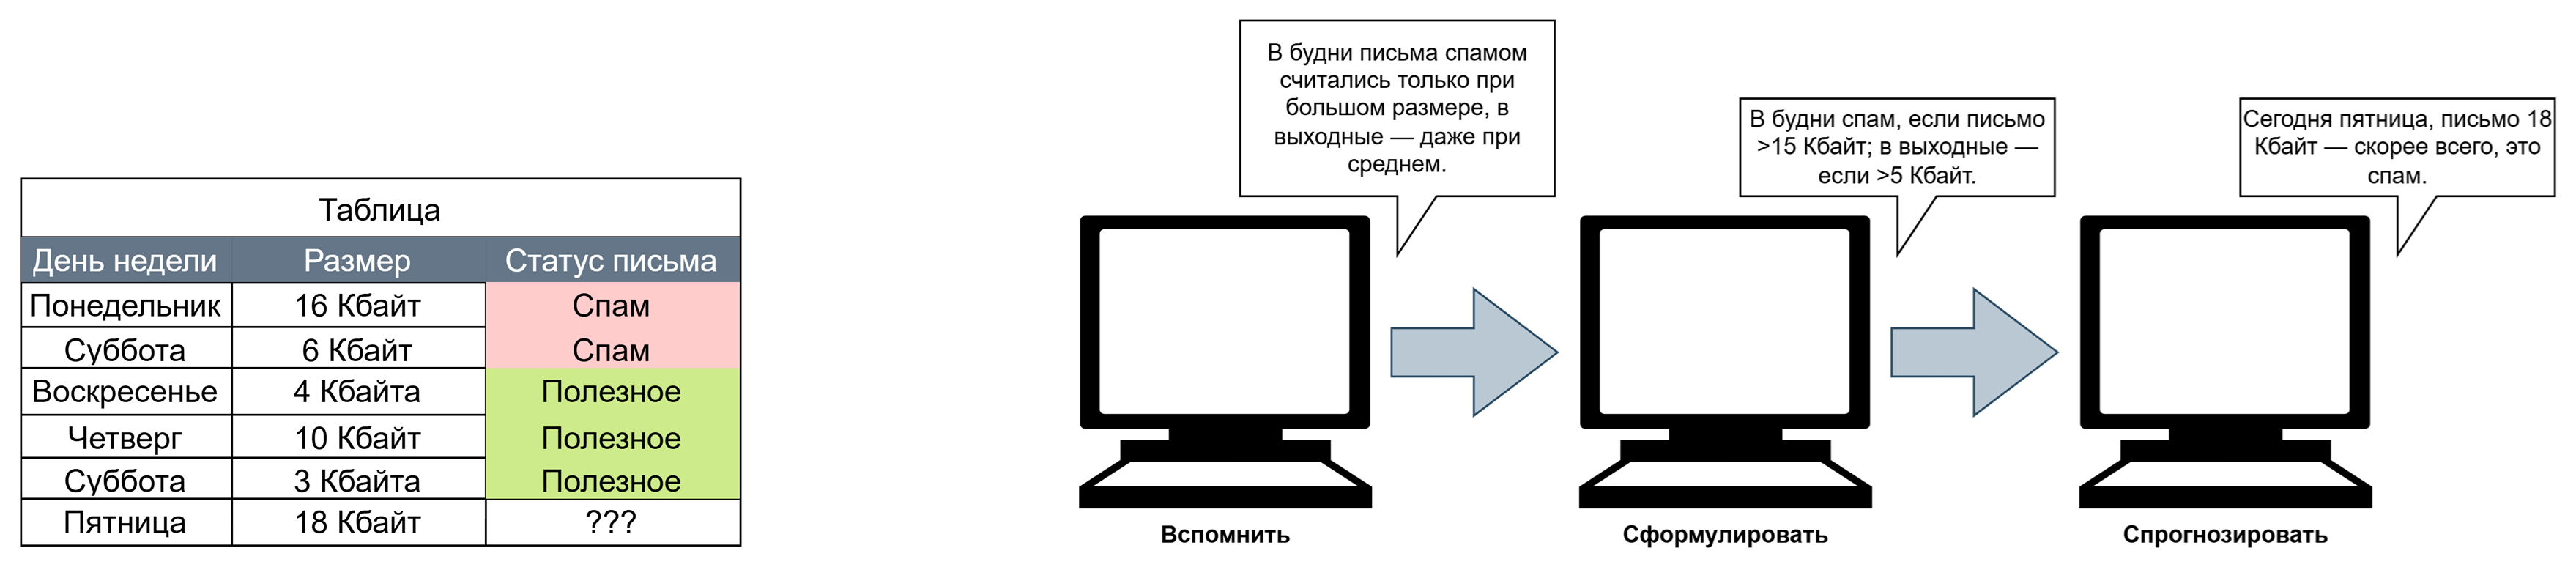 Таблица
День недели Размер Статус письма
Понедельник 16 Кбайт Спам
Суббота 6 Кбайт Спам
Воскресенье 4 Кбайта Полезное
Четверг 10 Кбайт Полезное
Суббота 3 Кбайта Полезное
Пятница 18 Кбайт ???
В будни письма спамом
считались только при
большом размере, в
выходные — даже при
среднем.
Вспомнить
В будни спам, если письмо
>15 Кбайт; в выходные —
если >5 Кбайт.
Сформулировать
Сегодня пятница, письмо 18
Кбайт — скорее всего, это
спам.
Спрогнозировать